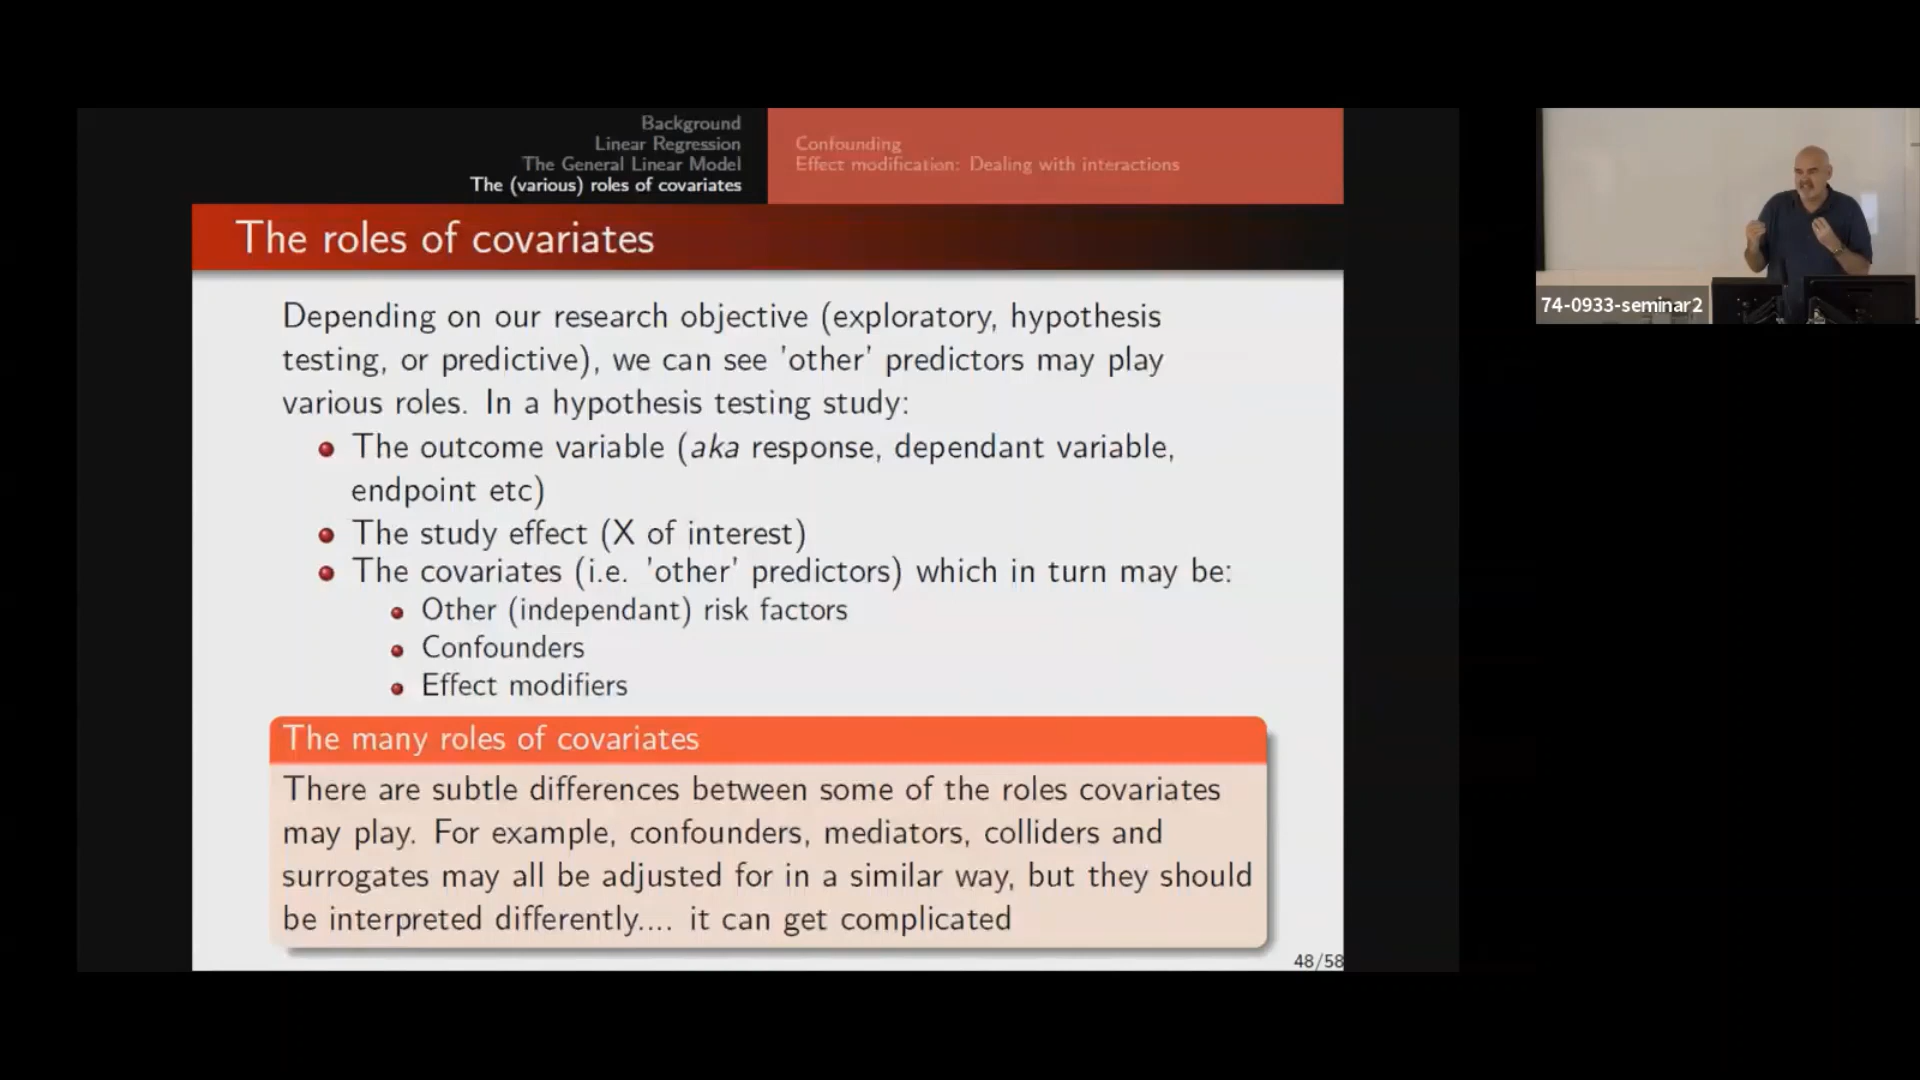 Background
Linear Regression
The General Linear Model
The (various) roles of covariates
Confounding
Effect modification: Dealing with interactions
The roles of covariates
Depending on our research objective (exploratory, hypothesis
testing, or predictive), we can see 'other' predictors may play
various roles. In a hypothesis testing study:
The outcome variable (aka response, dependant variable,
endpoint etc)
The study effect (X of interest)
The covariates (i.e. 'other' predictors) which in turn may be:
Other (independant) risk factors
Confounders
Effect modifiers
The many roles of covariates
There are subtle differences between some of the roles covariates
may play. For example, confounders, mediators, colliders and
surrogates may all be adjusted for in a similar way, but they should
be interpreted differently.... it can get complicated
48/58
74-0933-seminar2